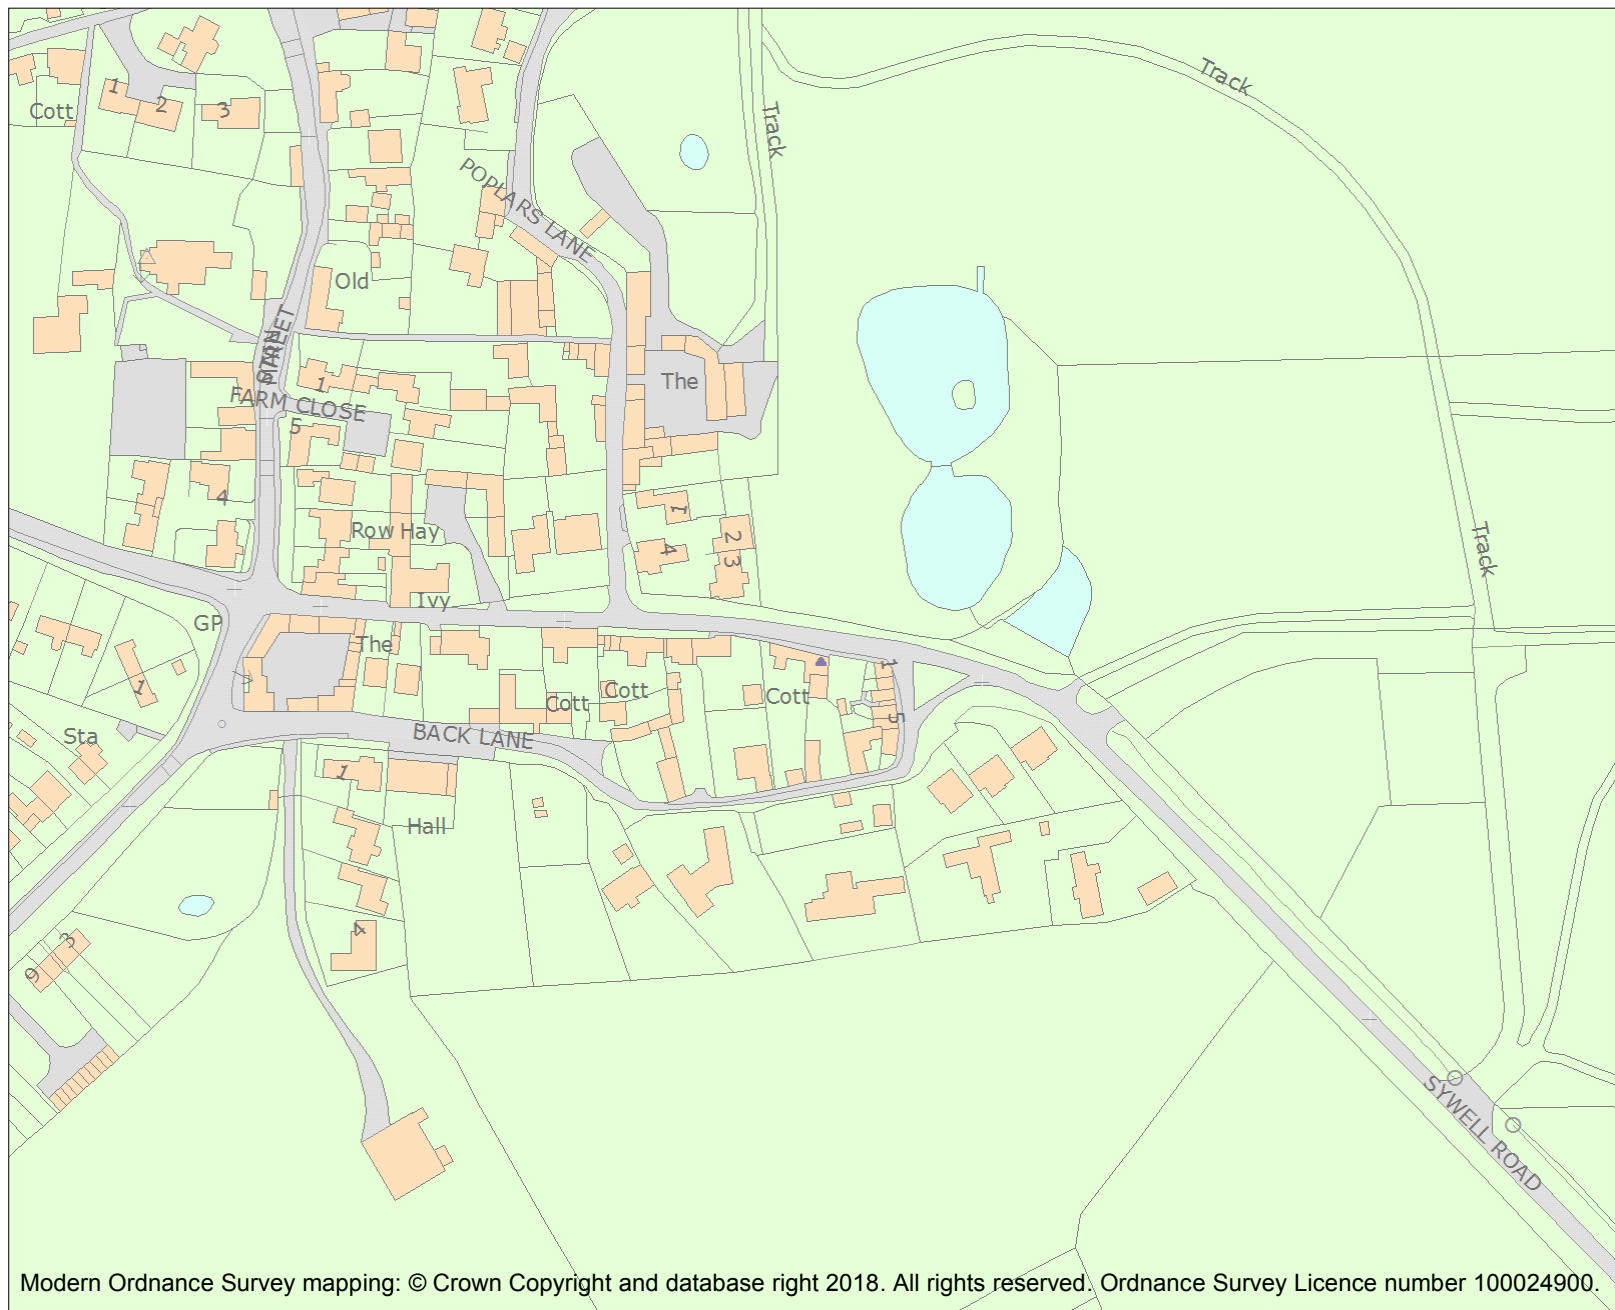 Track
1
2
3
Cott
Track
POPLARS LANE
Old
MAIN
STREET
The
1
FARM CLOSE
5
4
1
Row Hay
2
4
3
Track
Ivy
GP
The
1
1
Cott
Cott
Cott
5
Sta
BACK LANE
1
Hall
4
3
9
SYWELL ROAD
Modern Ordnance Survey mapping: © Crown Copyright and database right 2018. All rights reserved. Ordnance Survey Licence number 100024900.